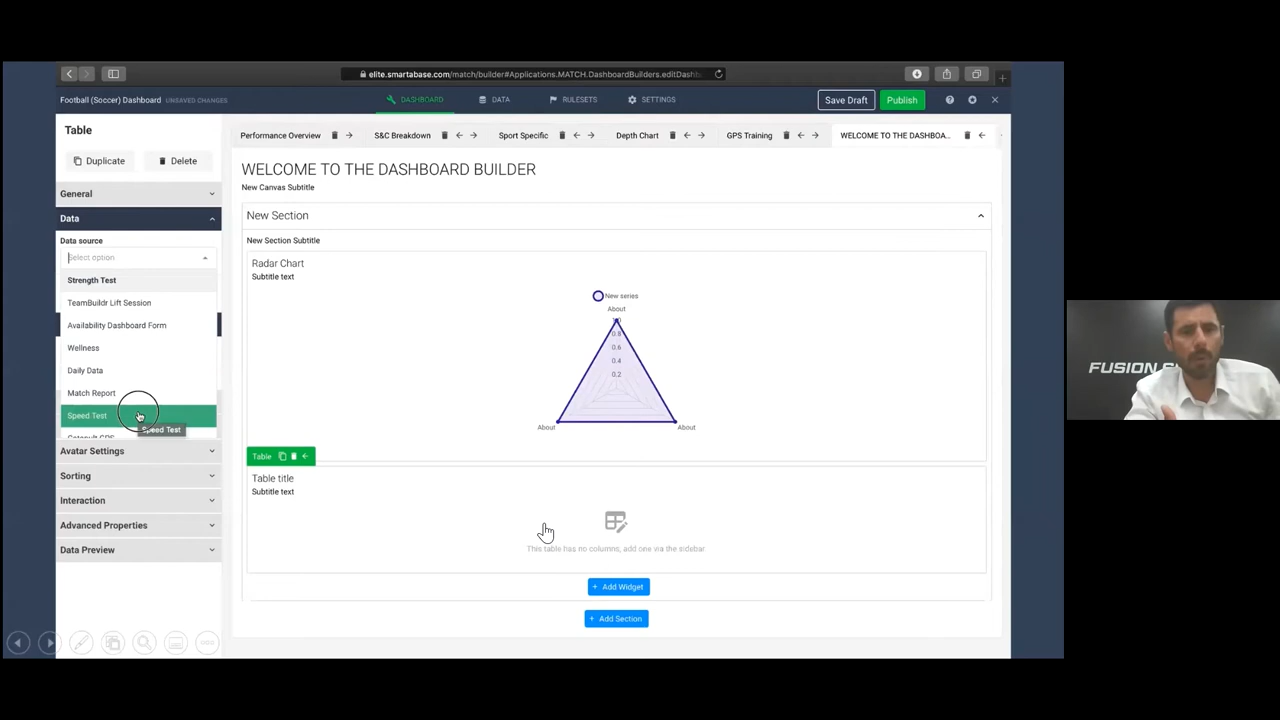 elite.smartabase.com/match/builder#Applications.MATCH.DashboardBuilders.editDashb
Football (Soccer) Dashboard UNSAVED CHANGES
DASHBOARD
DATA
RULESETS
SETTINGS
Save Draft
Publish
Table
Duplicate
Delete
General
Data
Data source
Select option
Strength Test
TeamBuildr Lift Session
Availability Dashboard Form
Wellness
Daily Data
Match Report
Speed Test
Speed Test
Catapult GPS
Avatar Settings
Sorting
Interaction
Advanced Properties
Data Preview
Performance Overview
S&C Breakdown
Sport Specific
Depth Chart
GPS Training
WELCOME TO THE DASHBOA...
WELCOME TO THE DASHBOARD BUILDER
New Canvas Subtitle
New Section
New Section Subtitle
Radar Chart
Subtitle text
New series
About
1.0
0.8
0.6
0.4
0.2
About
About
Table
Table title
Subtitle text
This table has no columns, add one via the sidebar
+ Add Widget
+ Add Section
FUSION S